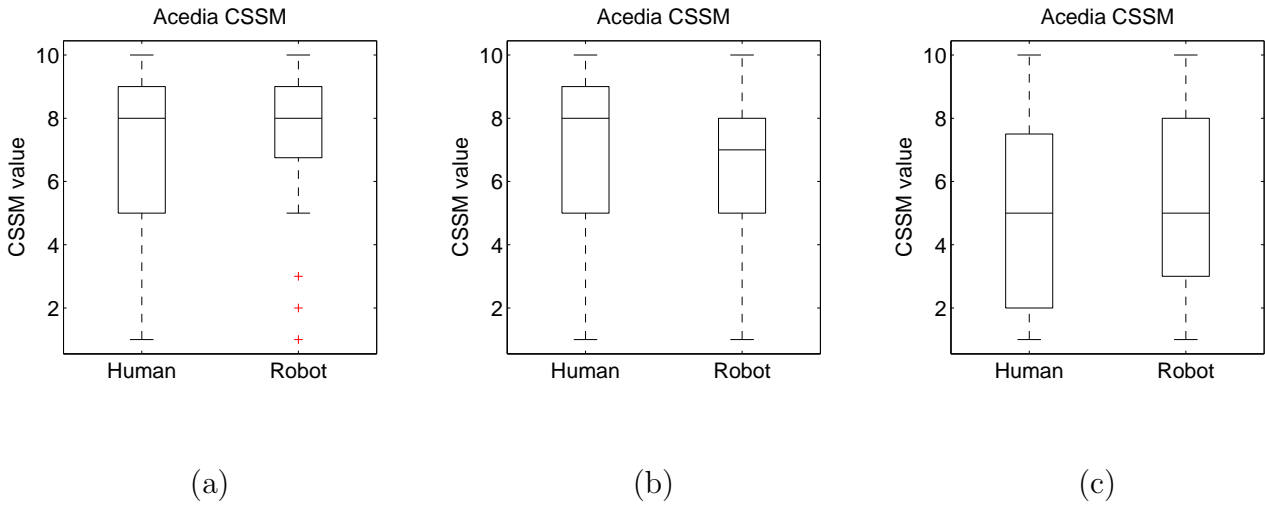 Acedia CSSM
CSSM value
10
8
6
4
2
Human Robot
(a)
Acedia CSSM
CSSM value
10
8
6
4
2
Human Robot
(b)
Acedia CSSM
CSSM value
10
8
6
4
2
Human Robot
(c)